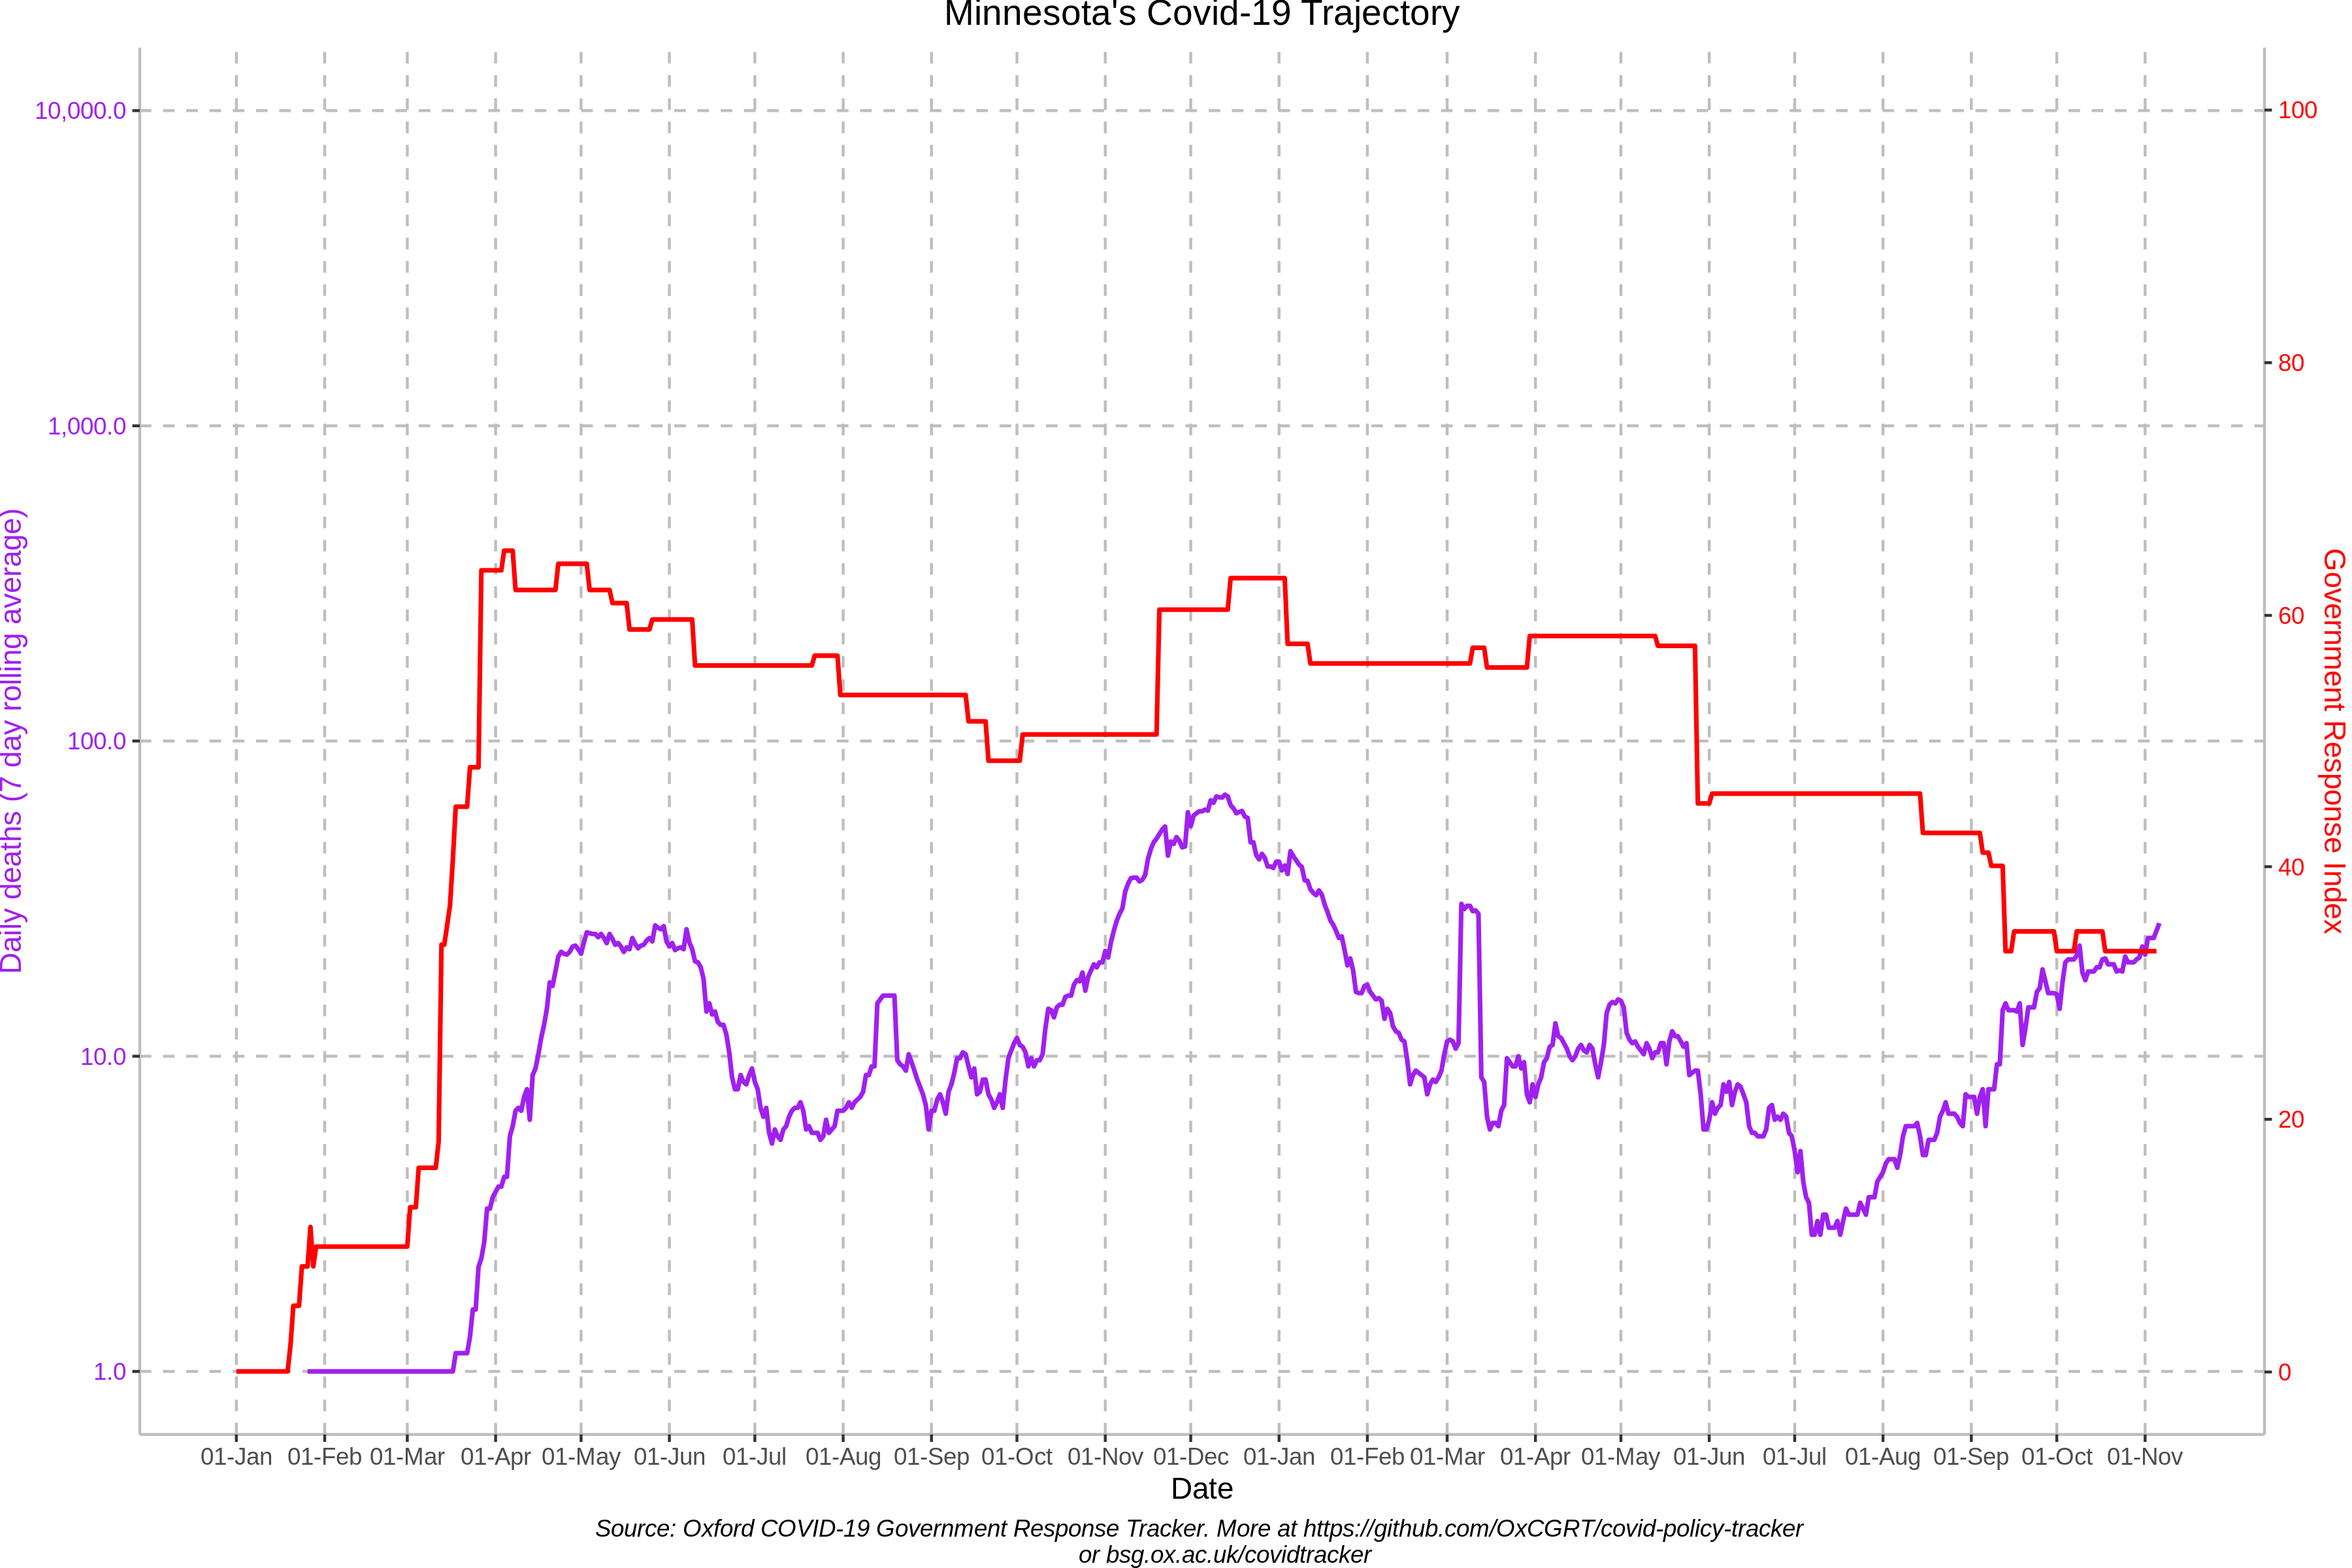 Minnesota's Covid-19 Trajectory
10,000.0
1,000.0
100.0
10.0
1.0
Daily deaths (7 day rolling average)
100
80
60
40
20
0
Government Response Index
01-Jan 01-Feb 01-Mar 01-Apr 01-May 01-Jun 01-Jul 01-Aug 01-Sep 01-Oct 01-Nov 01-Dec 01-Jan 01-Feb 01-Mar 01-Apr 01-May 01-Jun 01-Jul 01-Aug 01-Sep 01-Oct 01-Nov
Date
Source: Oxford COVID-19 Government Response Tracker. More at https://github.com/OxCGRT/covid-policy-tracker
or bsg.ox.ac.uk/covidtracker